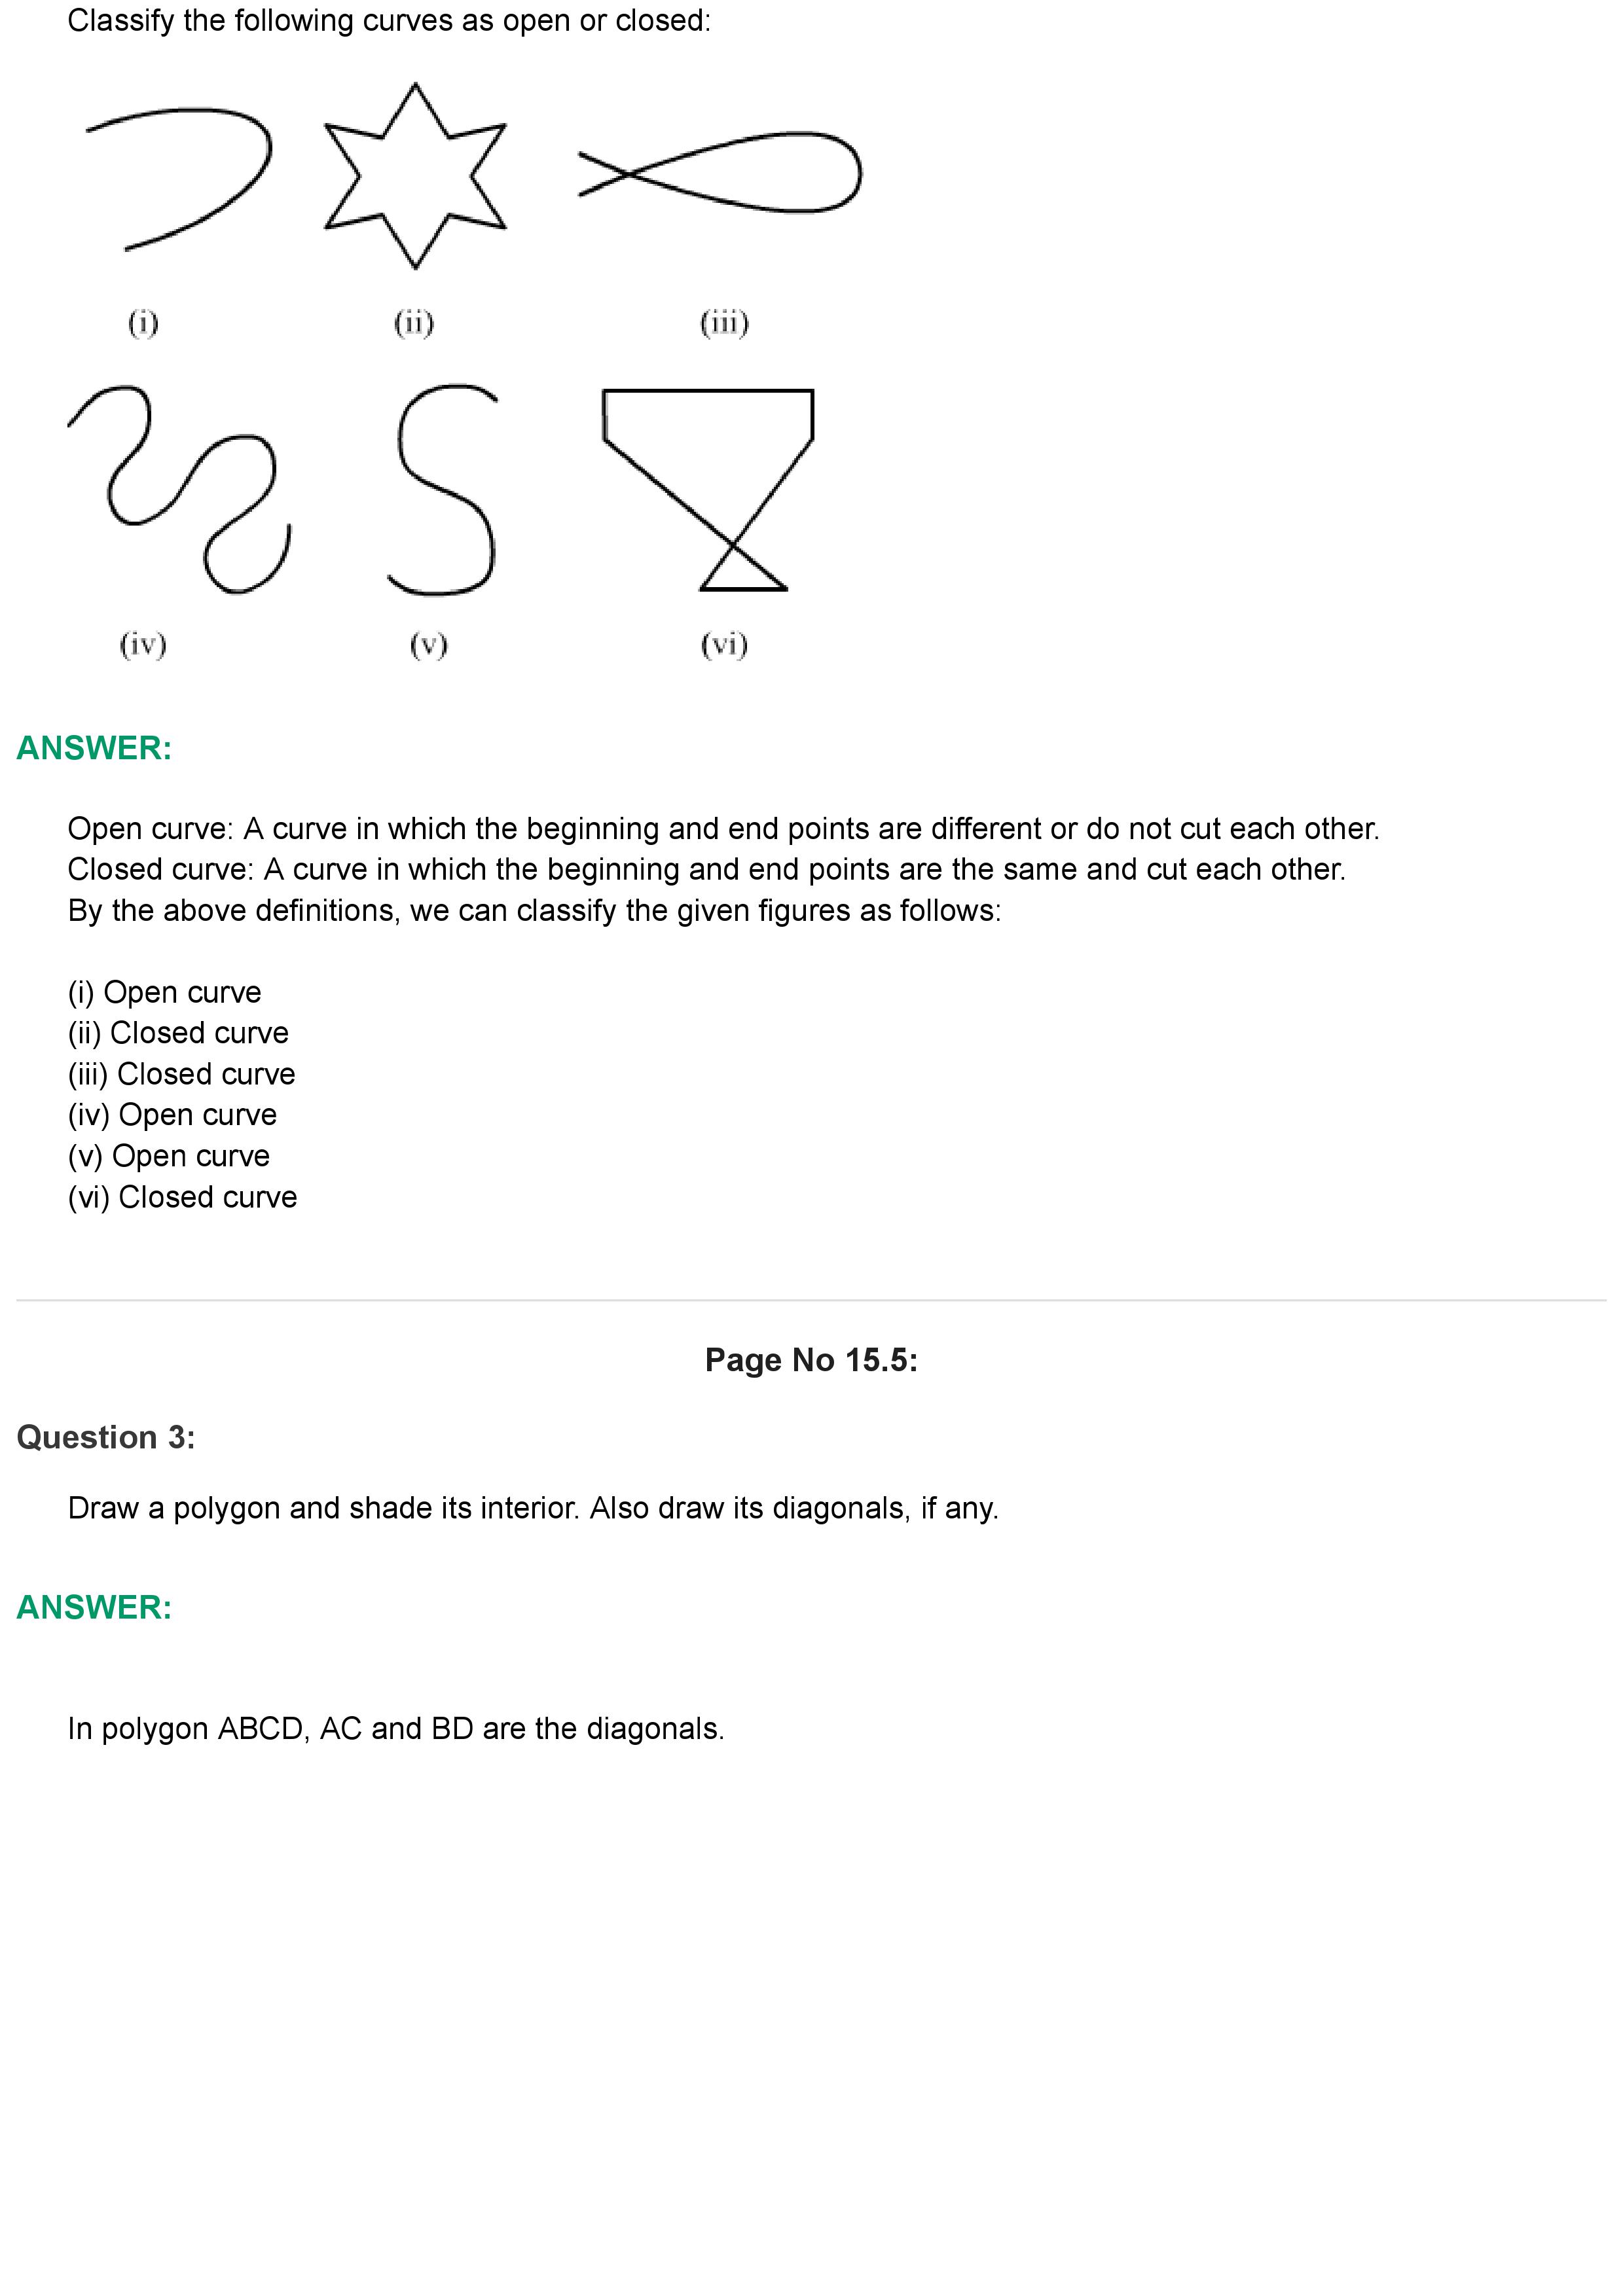 Classify the following curves as open or closed:
(i) (ii) (iii)
(iv) (v) (vi)
ANSWER:
Open curve: A curve in which the beginning and end points are different or do not cut each other.
Closed curve: A curve in which the beginning and end points are the same and cut each other.
By the above definitions, we can classify the given figures as follows:
(i) Open curve
(ii) Closed curve
(iii) Closed curve
(iv) Open curve
(v) Open curve
(vi) Closed curve
Page No 15.5:
Question 3:
Draw a polygon and shade its interior. Also draw its diagonals, if any.
ANSWER:
In polygon ABCD, AC and BD are the diagonals.